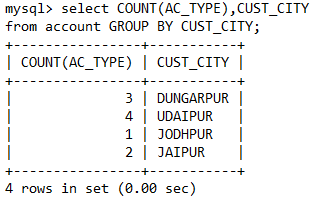 mysql> select COUNT(AC_TYPE),CUST_CITY
from account GROUP BY CUST_CITY;
+----------------+-----------+
| COUNT(AC_TYPE) | CUST_CITY |
+----------------+-----------+
|              3 | DUNGARPUR |
|              4 | UDAIPUR   |
|              1 | JODHPUR   |
|              2 | JAIPUR    |
+----------------+-----------+
4 rows in set (0.00 sec)